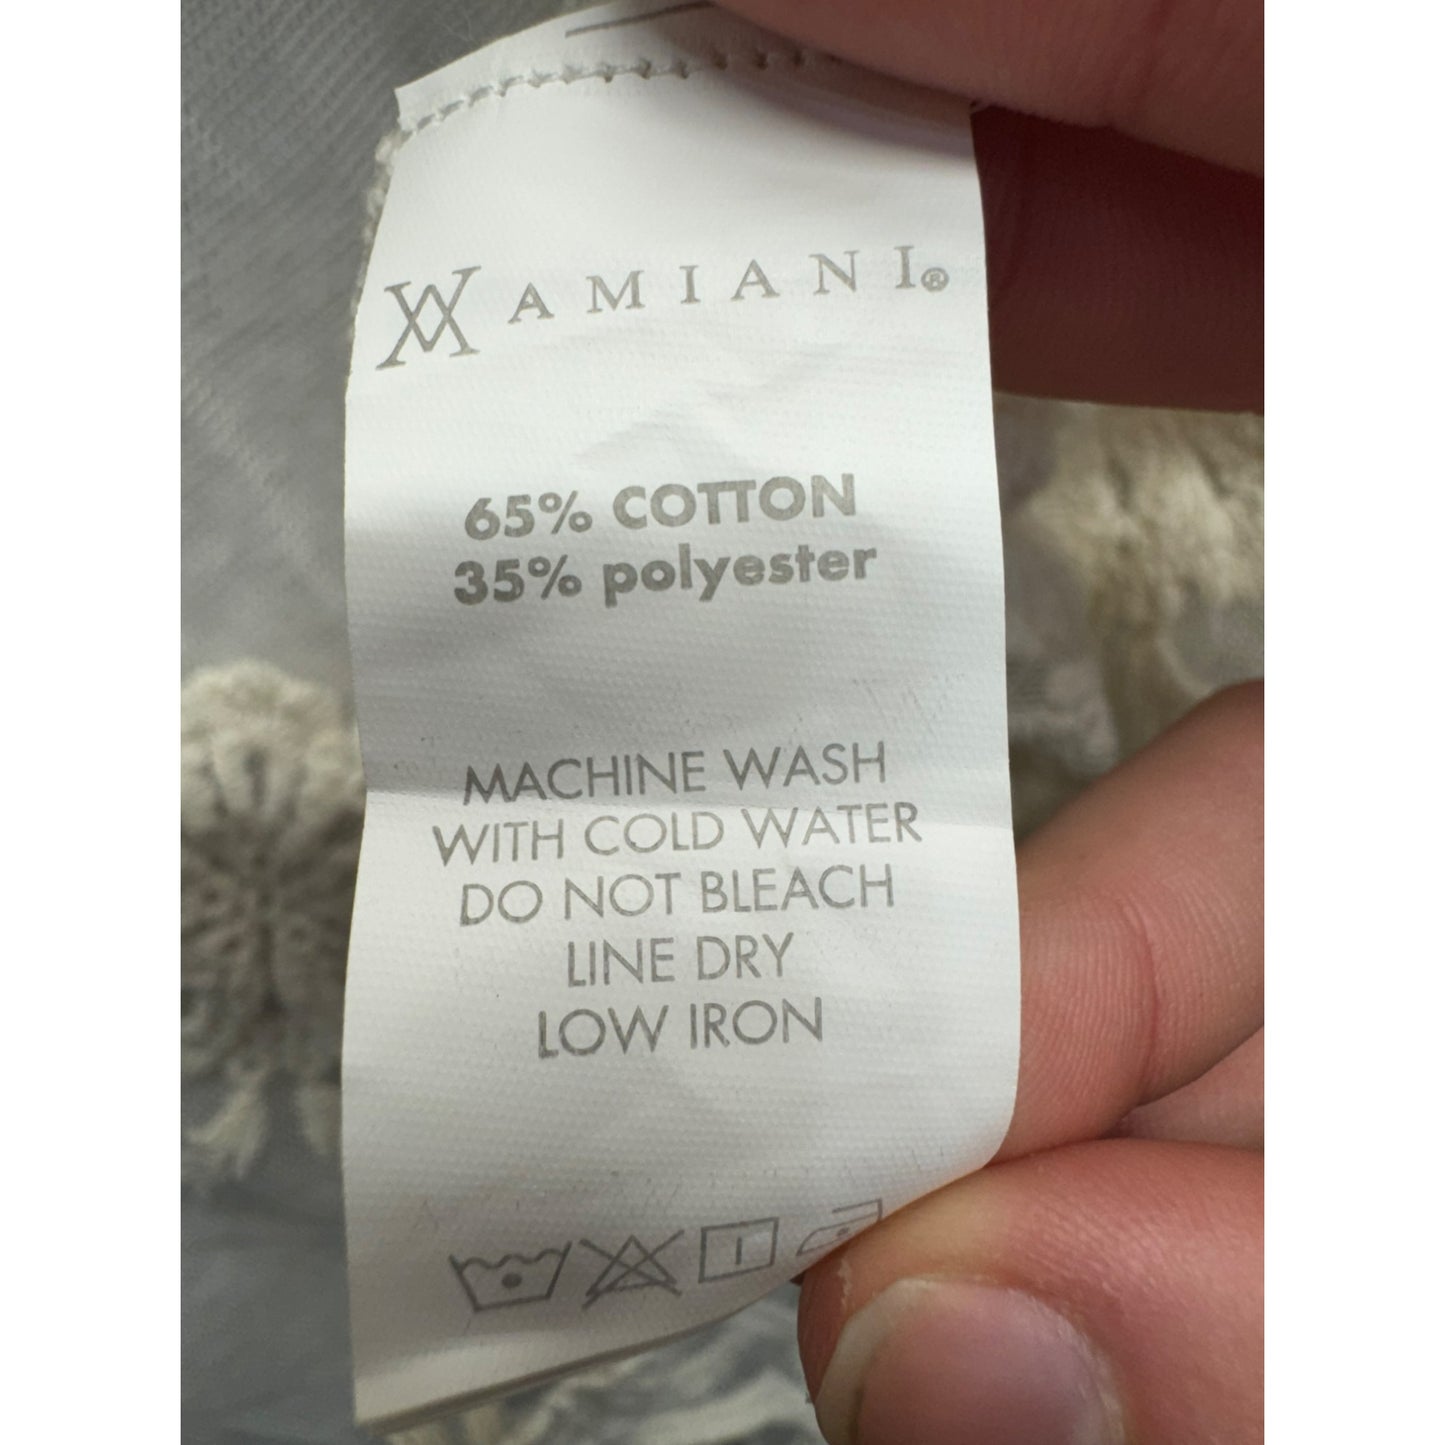 AMIANI®
65% COTTON
35% polyester
MACHINE WASH
WITH COLD WATER
DO NOT BLEACH
LINE DRY
LOW IRON